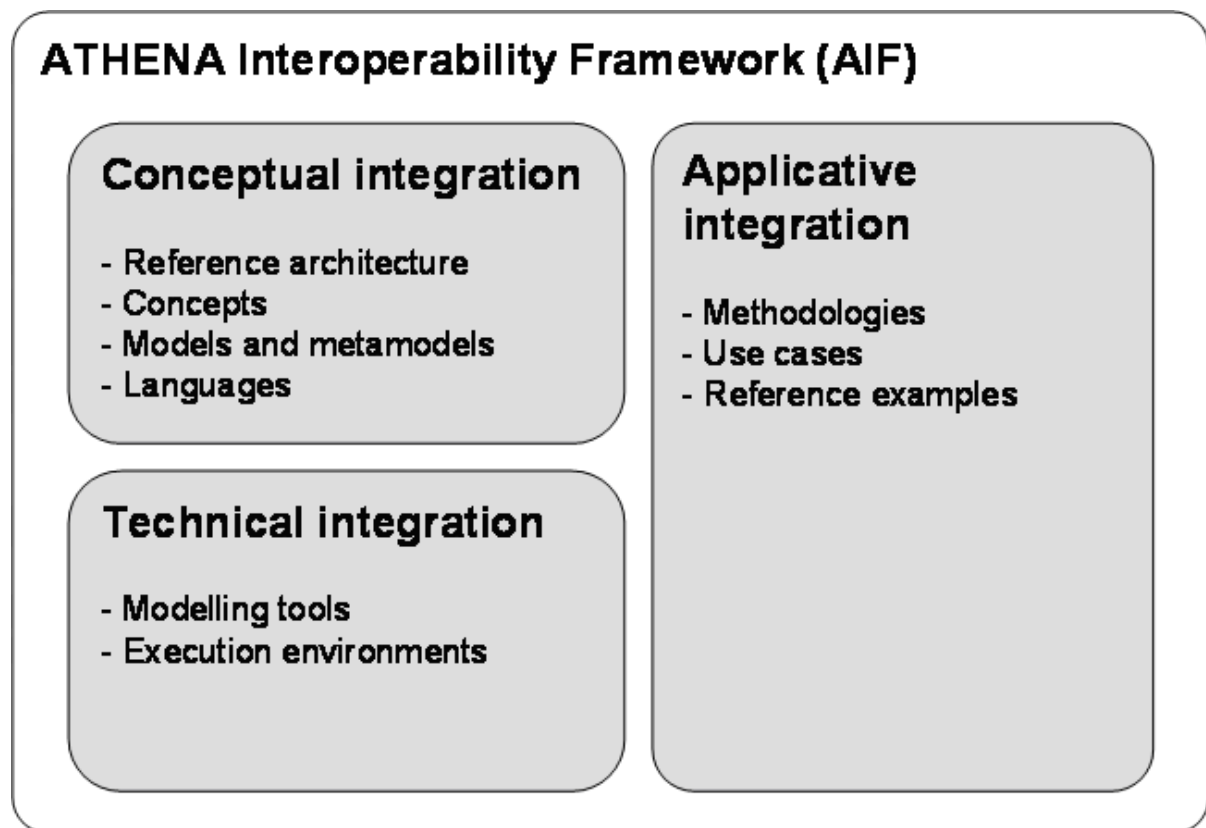 ATHENA Interoperability Framework (AIF)
Conceptual integration
- Reference architecture
- Concepts
- Models and metamodels
- Languages
Technical integration
- Modelling tools
- Execution environments
Applicative
integration
- Methodologies
- Use cases
- Reference examples